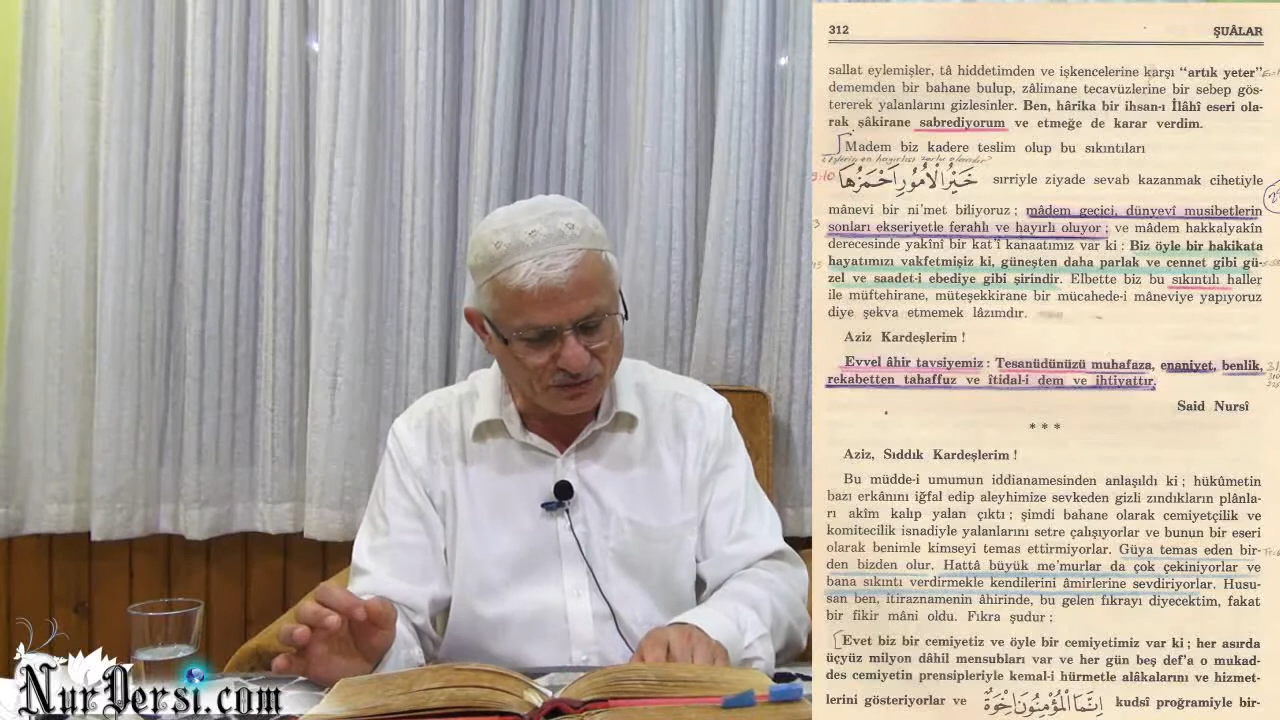 312 ŞUÂLAR
sallat eylemişler, tâ hiddetimden ve işkencelerine karşı “artık yeter”
dememden bir bahane bulup, zâlimane tecavüzlerine bir sebep gös-
tererek yalanlarını gizlesinler. Ben, hârika bir ihsan-ı İlâhî eseri ola-
rak şâkirane sabrediyorum ve etmeğe de karar verdim.
Madem biz kadere teslim olup bu sıkıntıları
خَيْرُ الْاُمُورِ اَحْمَزُهَا sırriyle ziyade sevab kazanmak cihetiyle
mânevi bir ni'met biliyoruz ; mâdem geçici, dünyevî musibetlerin
sonları ekseriyetle ferahlı ve hayırlı oluyor ; ve mâdem hakkalyakîn
derecesinde yakînî bir kat'î kanaatımız var ki : Biz öyle bir hakikata
hayatımızı vakfetmişiz ki, güneşten daha parlak ve cennet gibi gü-
zel ve saadet-i ebediye gibi şirindir. Elbette biz bu sıkıntılı haller
ile müftehirane, müteşekkirane bir mücahede-i mâneviye yapıyoruz
diye şekva etmemek lâzımdır.
Aziz Kardeşlerim !
Evvel âhir tavsiyemiz : Tesanüdünüzü muhafaza, enaniyet, benlik,
rekabetten tahaffuz ve îtidal-i dem ve ihtiyattır.
Said Nursî
* * *
Aziz, Sıddık Kardeşlerim !
Bu müdde-i umumun iddianamesinden anlaşıldı ki ; hükûmetin
bazı erkânını iğfal edip aleyhimize sevkeden gizli zındıkların plânla-
rı akîm kalıp yalan çıktı ; şimdi bahane olarak cemiyetçilik ve
komitecilik isnadiyle yalanlarını setre çalışıyorlar ve bunun bir eseri
olarak benimle kimseyi temas ettirmiyorlar. Güya temas eden bir-
den bizden olur. Hattâ büyük me'murlar da çok çekiniyorlar ve
bana sıkıntı verdirmekle kendilerini âmirlerine sevdiriyorlar. Husu-
san ben, itiraznamenin âhirinde, bu gelen fıkrayı diyecektim, fakat
bir fikir mâni oldu. Fıkra şudur :
Evet biz bir cemiyetiz ve öyle bir cemiyetimiz var ki ; her asırda
üçyüz milyon dâhil mensubları var ve her gün beş def'a o mukad-
des cemiyetin prensipleriyle kemal-i hürmetle alâkalarını ve hizmet-
lerini gösteriyorlar ve اِنَّمَا الْمُؤْمِنُونَ اِخْوَةٌ kudsî programiyle bir-
NurDersi.com